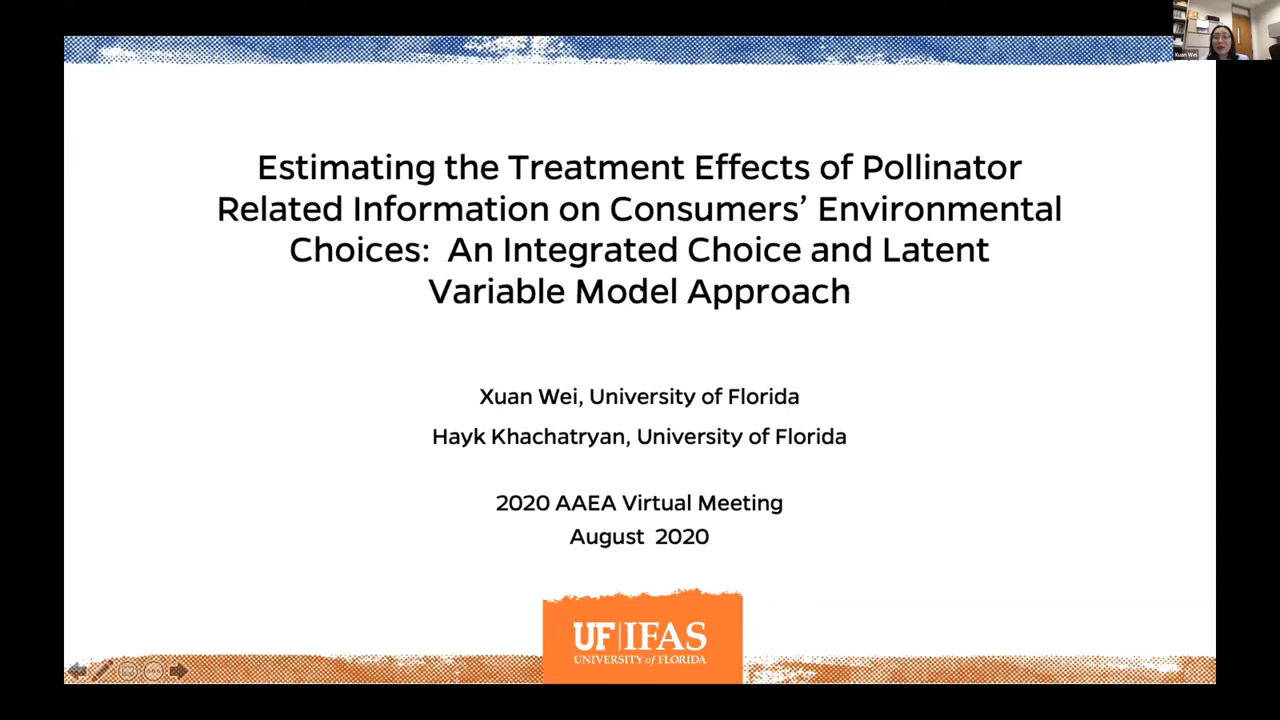 Xuan Wei
Estimating the Treatment Effects of Pollinator
Related Information on Consumers’ Environmental
Choices:  An Integrated Choice and Latent
Variable Model Approach
Xuan Wei, University of Florida
Hayk Khachatryan, University of Florida
2020 AAEA Virtual Meeting
August  2020
UF|IFAS
UNIVERSITY of FLORIDA